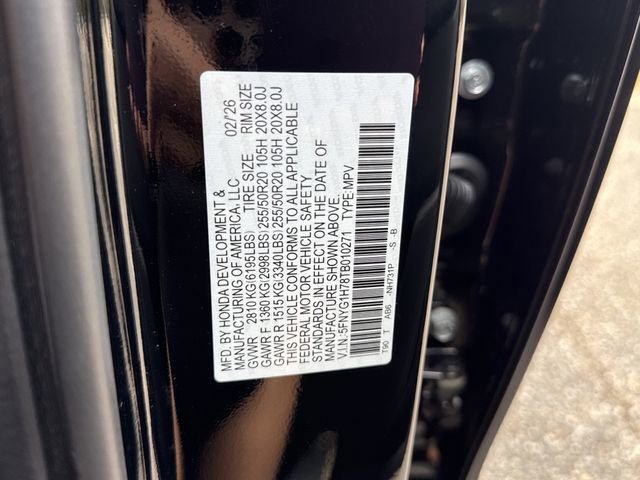 MFD. BY HONDA DEVELOPMENT &
MANUFACTURING OF AMERICA, LLC. 02/'26
GVWR 2810 KG(6195LBS) TIRE SIZE RIM SIZE
GAWR F 1360 KG(2998LBS) 255/50R20 105H 20X8.0J
GAWR R 1515 KG(3340LBS) 255/50R20 105H 20X8.0J
THIS VEHICLE CONFORMS TO ALL APPLICABLE
FEDERAL MOTOR VEHICLE SAFETY
STANDARDS IN EFFECT ON THE DATE OF
MANUFACTURE SHOWN ABOVE.
V.I.N.:5FNYG1H78TB010271 TYPE:MPV
NH731P -S -B
T90 T AB6